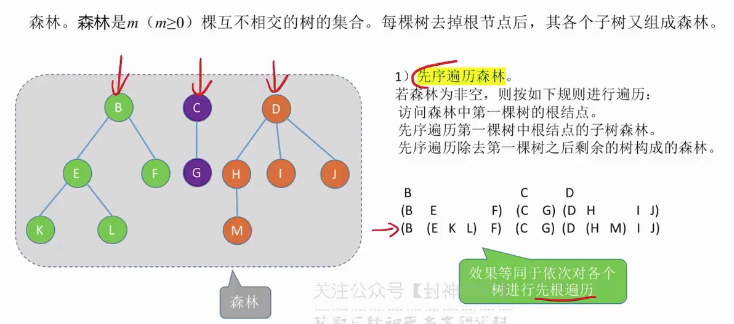 森林。森林是m（m≥0）棵互不相交的树的集合。每棵树去掉根节点后，其各个子树又组成森林。
B
C
D
E
F
G
H
I
J
K
L
M
森林
1）先序遍历森林。
若森林为非空，则按如下规则进行遍历：
访问森林中第一棵树的根结点。
先序遍历第一棵树中根结点的子树森林。
先序遍历除去第一棵树之后剩余的树构成的森林。
B C D
(B E F) (C G) (D H I J)
(B (E K L) F) (C G) (D (H M) I J)
效果等同于依次对各个
树进行先根遍历
关注公众号【封神